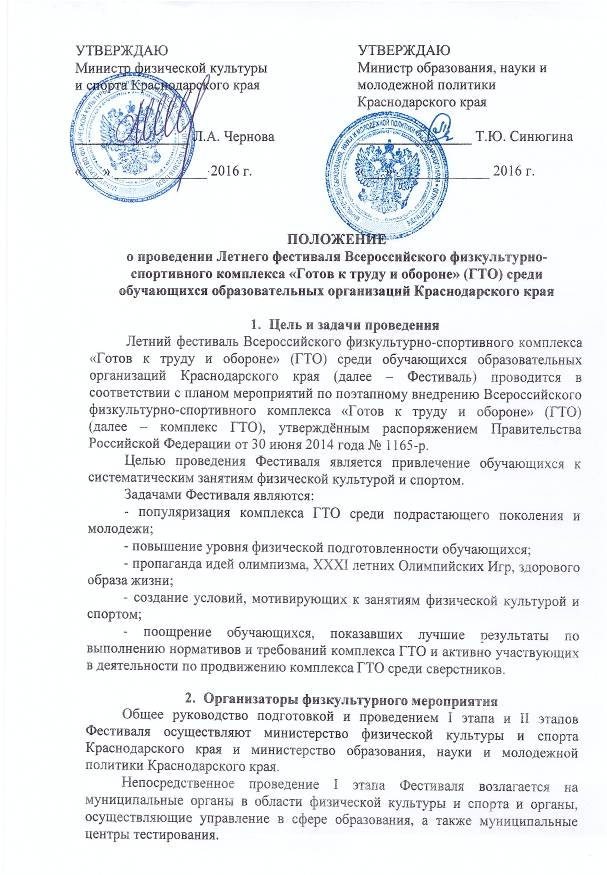 УТВЕРЖДАЮ
Министр физической культуры
и спорта Краснодарского края
Л.А. Чернова
«___» ____________ 2016 г.
УТВЕРЖДАЮ
Министр образования, науки и
молодежной политики
Краснодарского края
Т.Ю. Синюгина
«___» ____________ 2016 г.
ПОЛОЖЕНИЕ
о проведении Летнего фестиваля Всероссийского физкультурно-
спортивного комплекса «Готов к труду и обороне» (ГТО) среди
обучающихся образовательных организаций Краснодарского края
1. Цель и задачи проведения
Летний фестиваль Всероссийского физкультурно-спортивного комплекса
«Готов к труду и обороне» (ГТО) среди обучающихся образовательных
организаций Краснодарского края (далее – Фестиваль) проводится в
соответствии с планом мероприятий по поэтапному внедрению Всероссийского
физкультурно-спортивного комплекса «Готов к труду и обороне» (ГТО)
(далее – комплекс ГТО), утверждённым распоряжением Правительства
Российской Федерации от 30 июня 2014 года № 1165-р.
Целью проведения Фестиваля является привлечение обучающихся к
систематическим занятиям физической культурой и спортом.
Задачами Фестиваля являются:
- популяризация комплекса ГТО среди подрастающего поколения и
молодежи;
- повышение уровня физической подготовленности обучающихся;
- пропаганда идей олимпизма, XXXI летних Олимпийских Игр, здорового
образа жизни;
- создание условий, мотивирующих к занятиям физической культурой и
спортом;
- поощрение обучающихся, показавших лучшие результаты по
выполнению нормативов и требований комплекса ГТО и активно участвующих
в деятельности по продвижению комплекса ГТО среди сверстников.
2. Организаторы физкультурного мероприятия
Общее руководство подготовкой и проведением I этапа и II этапов
Фестиваля осуществляют министерство физической культуры и спорта
Краснодарского края и министерство образования, науки и молодежной
политики Краснодарского края.
Непосредственное проведение I этапа Фестиваля возлагается на
муниципальные органы в области физической культуры и спорта и органы,
осуществляющие управление в сфере образования, а также муниципальные
центры тестирования.